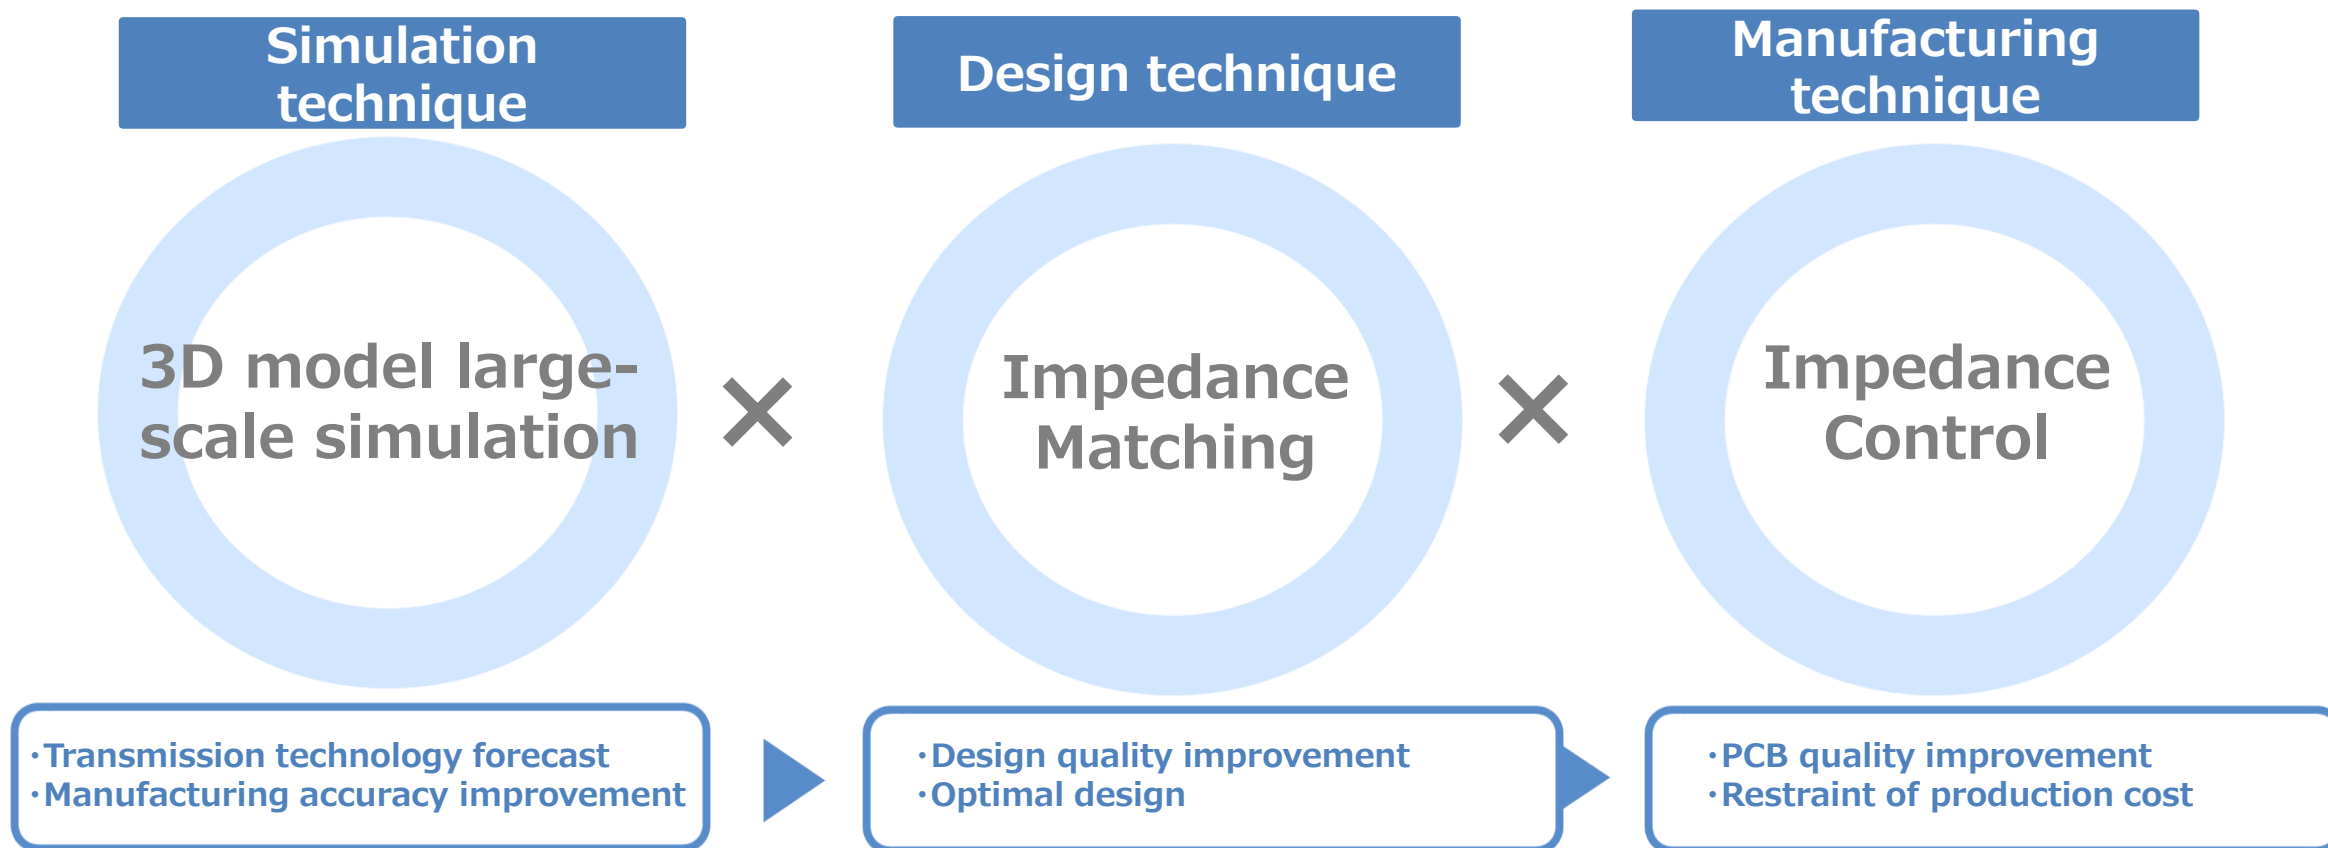 Simulation
technique
Design technique
Manufacturing
technique
3D model large-
scale simulation
×
Impedance
Matching
×
Impedance
Control
・Transmission technology forecast
・Manufacturing accuracy improvement
・Design quality improvement
・Optimal design
・PCB quality improvement
・Restraint of production cost